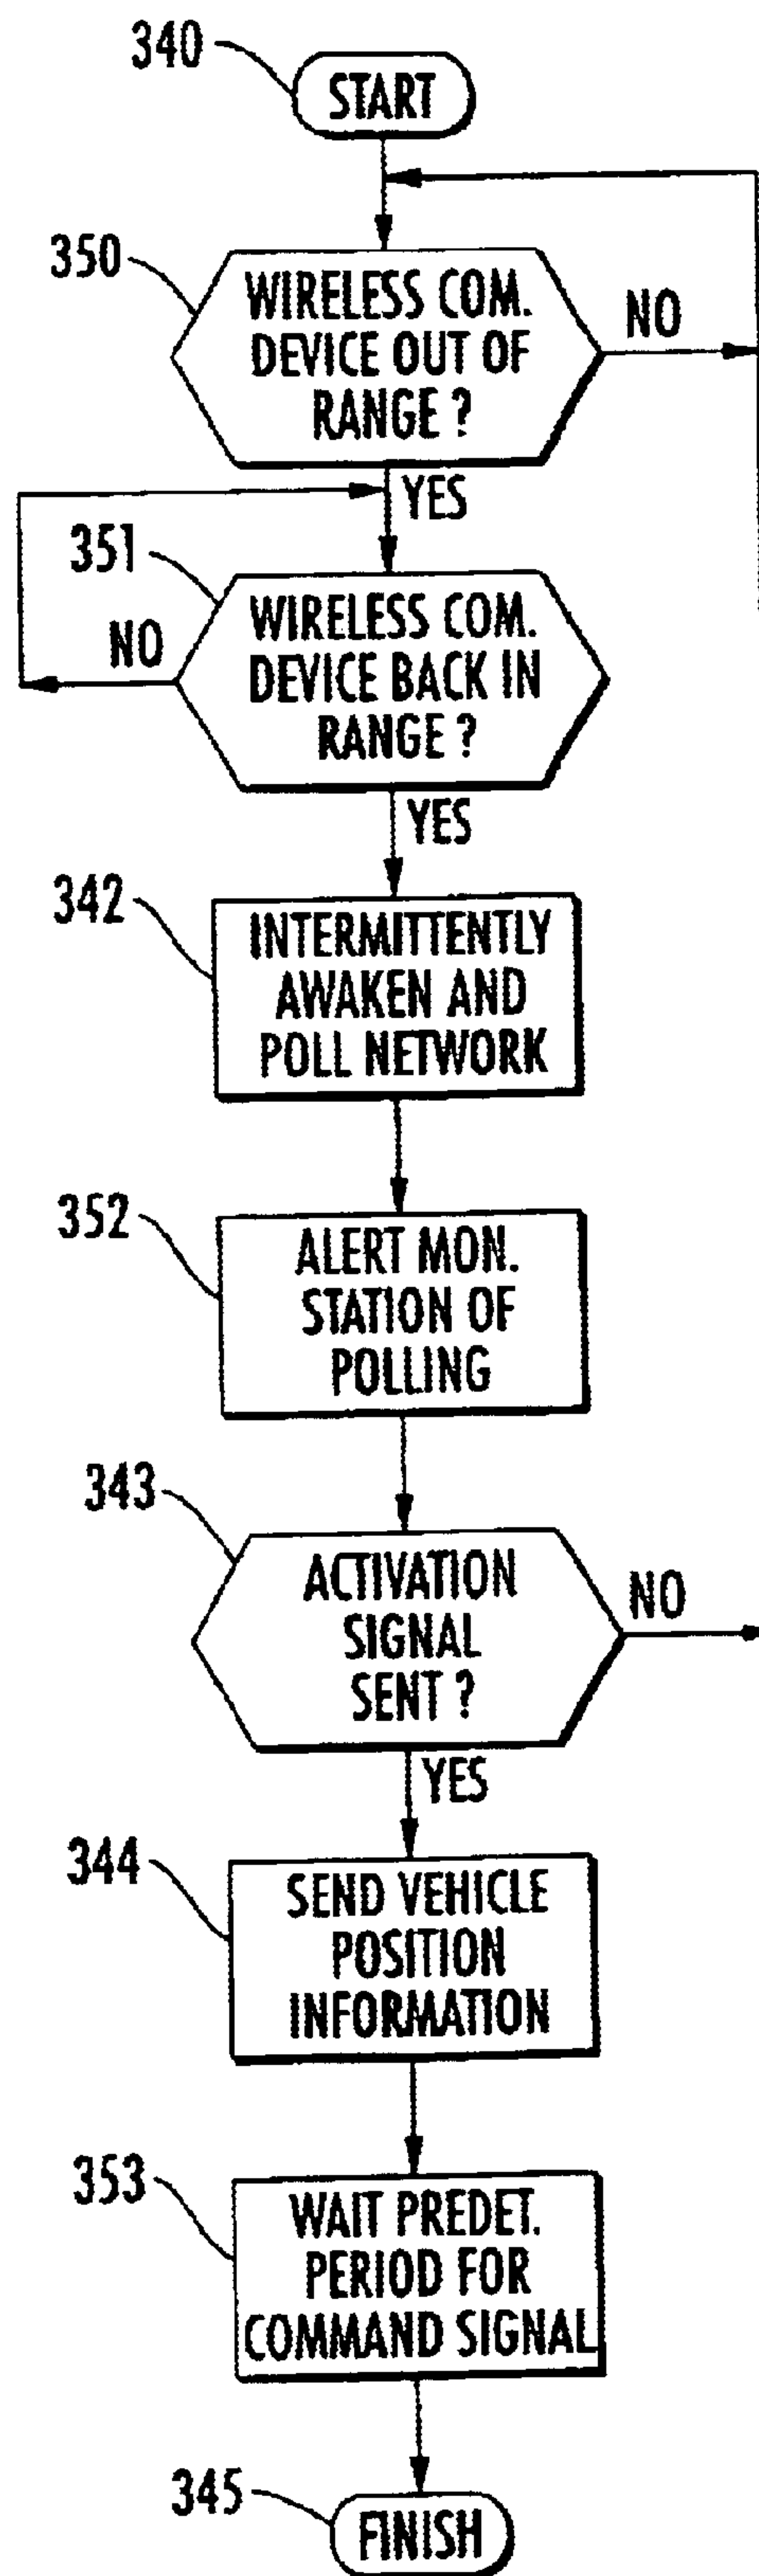 340
START
350
WIRELESS COM.
DEVICE OUT OF
RANGE ?
NO
YES
351
WIRELESS COM.
DEVICE BACK IN
RANGE ?
NO
YES
342
INTERMITTENTLY
AWAKEN AND
POLL NETWORK
352
ALERT MON.
STATION OF
POLLING
343
ACTIVATION
SIGNAL
SENT ?
NO
YES
344
SEND VEHICLE
POSITION
INFORMATION
353
WAIT PREDET.
PERIOD FOR
COMMAND SIGNAL
345
FINISH